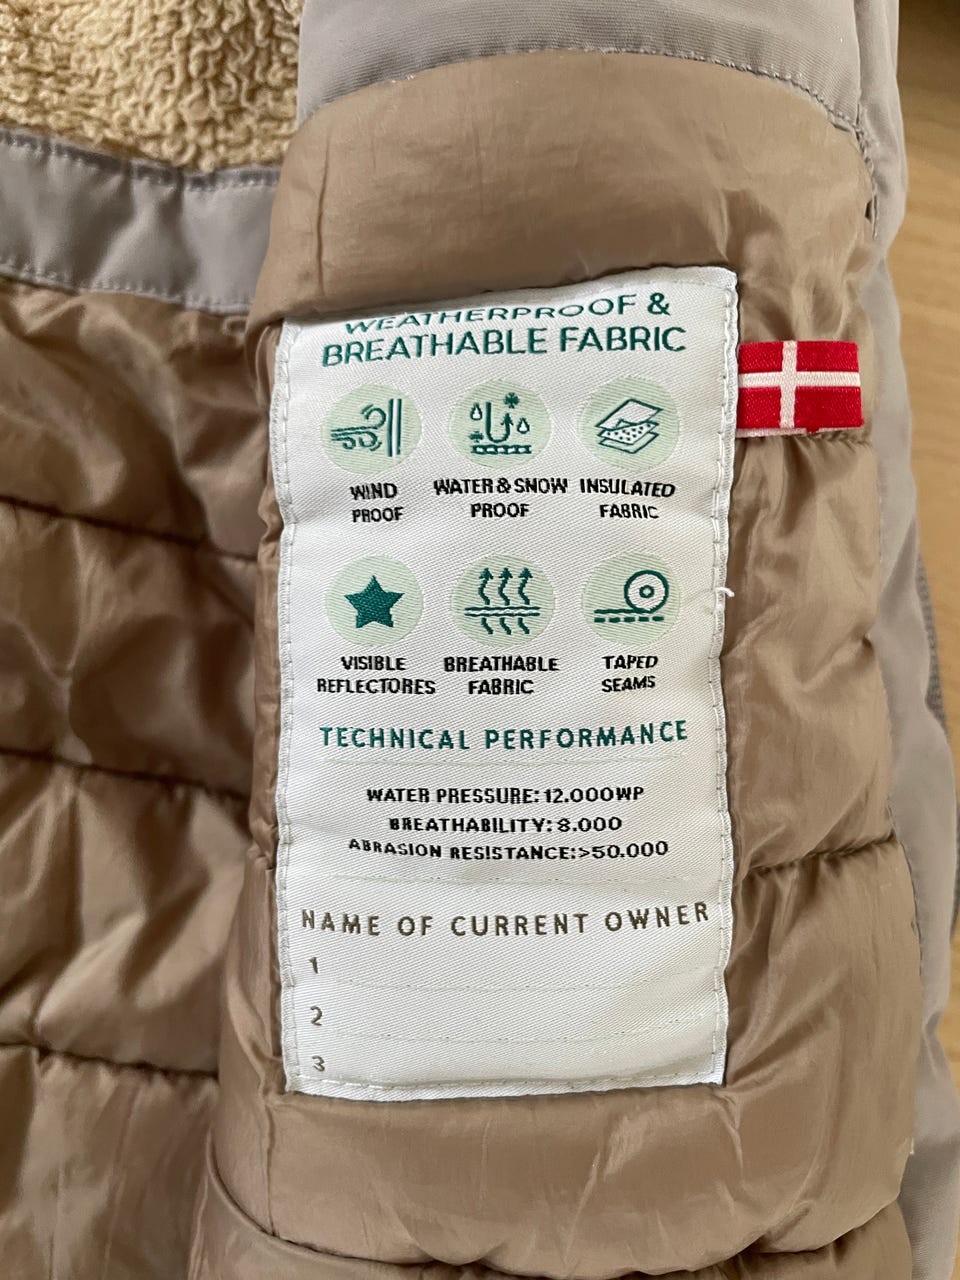 WEATHERPROOF &
BREATHABLE FABRIC
WIND
PROOF
WATER & SNOW
PROOF
INSULATED
FABRIC
VISIBLE
REFLECTORES
BREATHABLE
FABRIC
TAPED
SEAMS
TECHNICAL PERFORMANCE
WATER PRESSURE: 12.000WP
BREATHABILITY: 8.000
ABRASION RESISTANCE: >50.000
NAME OF CURRENT OWNER
1
2
3